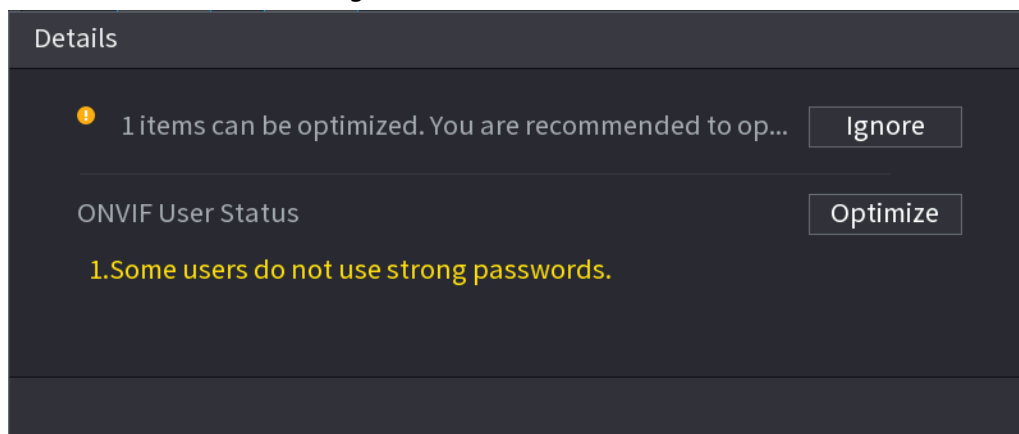 Details
1 items can be optimized. You are recommended to op... Ignore
ONVIF User Status Optimize
1.Some users do not use strong passwords.